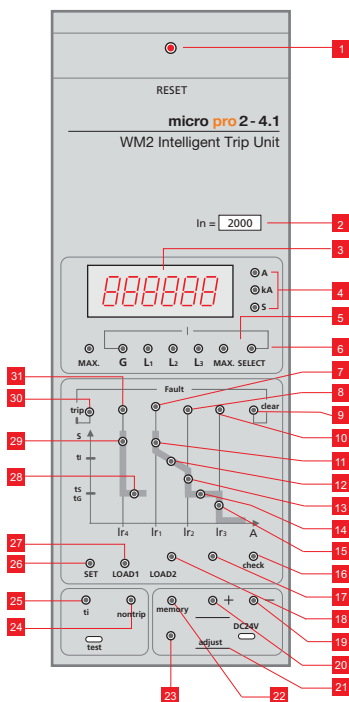 1
RESET
micro pro 2 - 4.1
WM2 Intelligent Trip Unit
In = 2000
2
3
888888
A
kA
S
4
5
I
6
MAX. G L1 L2 L3 MAX. SELECT
7
31
8
Fault
30
trip
clear
9
10
29
S
11
tI
12
28
13
tS
tG
14
Ir4 Ir1 Ir2 Ir3 A
15
27
26
SET LOAD1 LOAD2 check
16
17
25
18
ti nontrip memory + −
19
24
DC24V
test
20
adjust
21
23
22